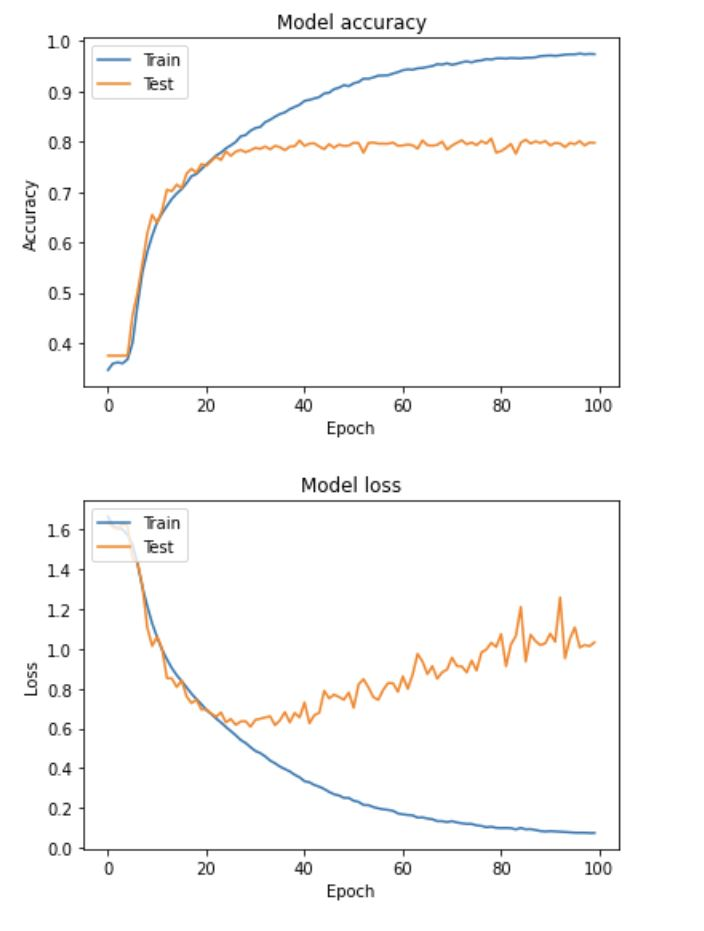 Model accuracy
1.0
Train
Test
0.9
0.8
0.7
0.6
0.5
0.4
Accuracy
0 20 40 60 80 100
Epoch
Model loss
Train
1.6
Test
1.4
1.2
1.0
0.8
0.6
0.4
0.2
0.0
Loss
0 20 40 60 80 100
Epoch